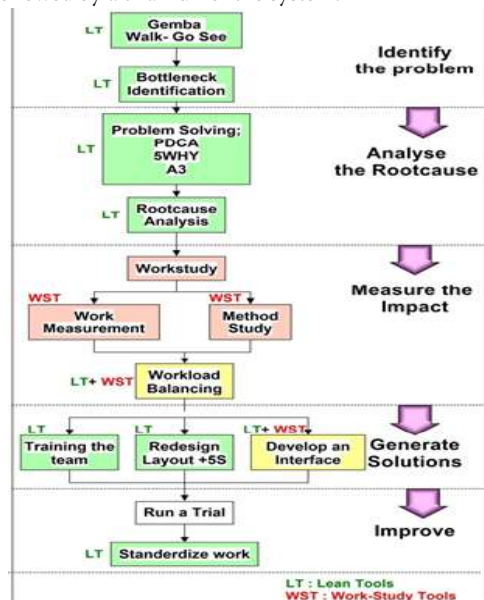 LT
Gemba
Walk- Go See
Identify
the problem
LT
Bottleneck
Identification
LT
Problem Solving;
PDCA
5WHY
A3
Analyse
the Rootcause
LT
Rootcause
Analysis
Workstudy
Measure the
Impact
WST
WST
Work
Measurement
Method
Study
LT+ WST
Workload
Balancing
LT
LT
LT+ WST
Training the
team
Redesign
Layout +5S
Develop an
Interface
Generate
Solutions
Run a Trial
Improve
LT
Standerdize work
LT : Lean Tools
WST : Work-Study Tools